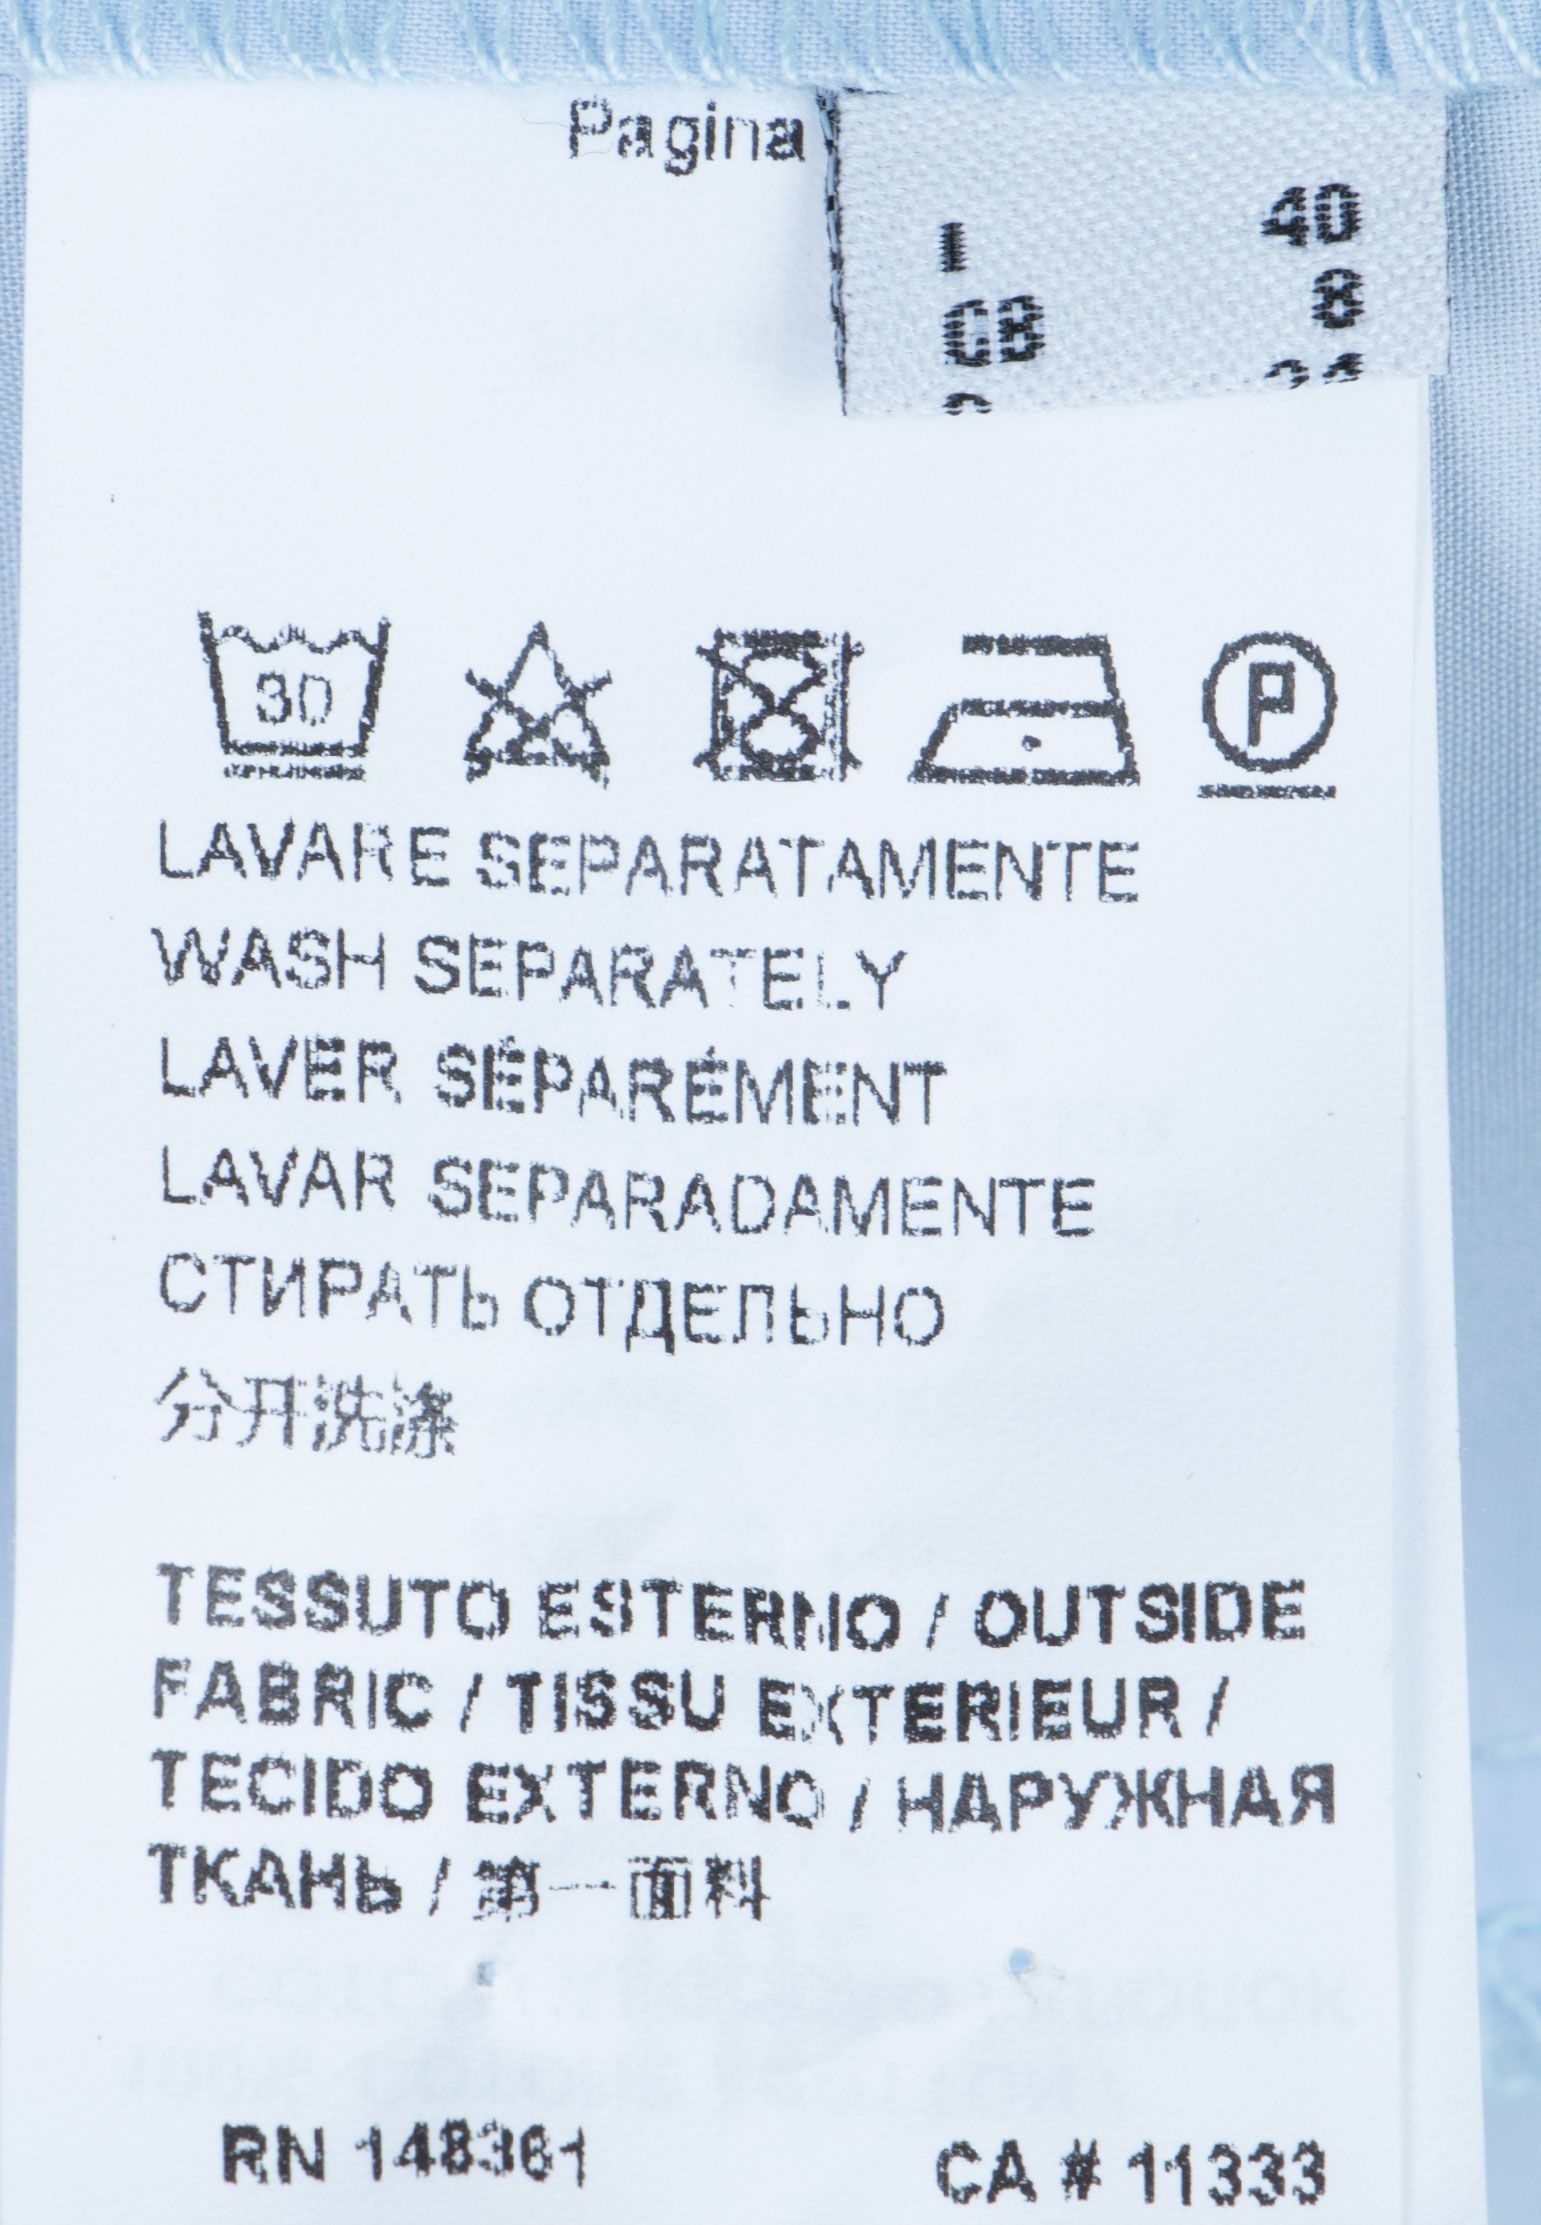 Pagina
I 40
GB 8
30
P
LAVARE SEPARATAMENTE
WASH SEPARATELY
LAVER SÉPARÉMENT
LAVAR SEPARADAMENTE
СТИРАТЬ ОТДЕЛЬНО
分开洗涤
TESSUTO ESTERNO / OUTSIDE
FABRIC / TISSU EXTERIEUR /
TECIDO EXTERNO / НАРУЖНАЯ
ТКАНЬ / 第一面料
RN 148361
CA # 11333